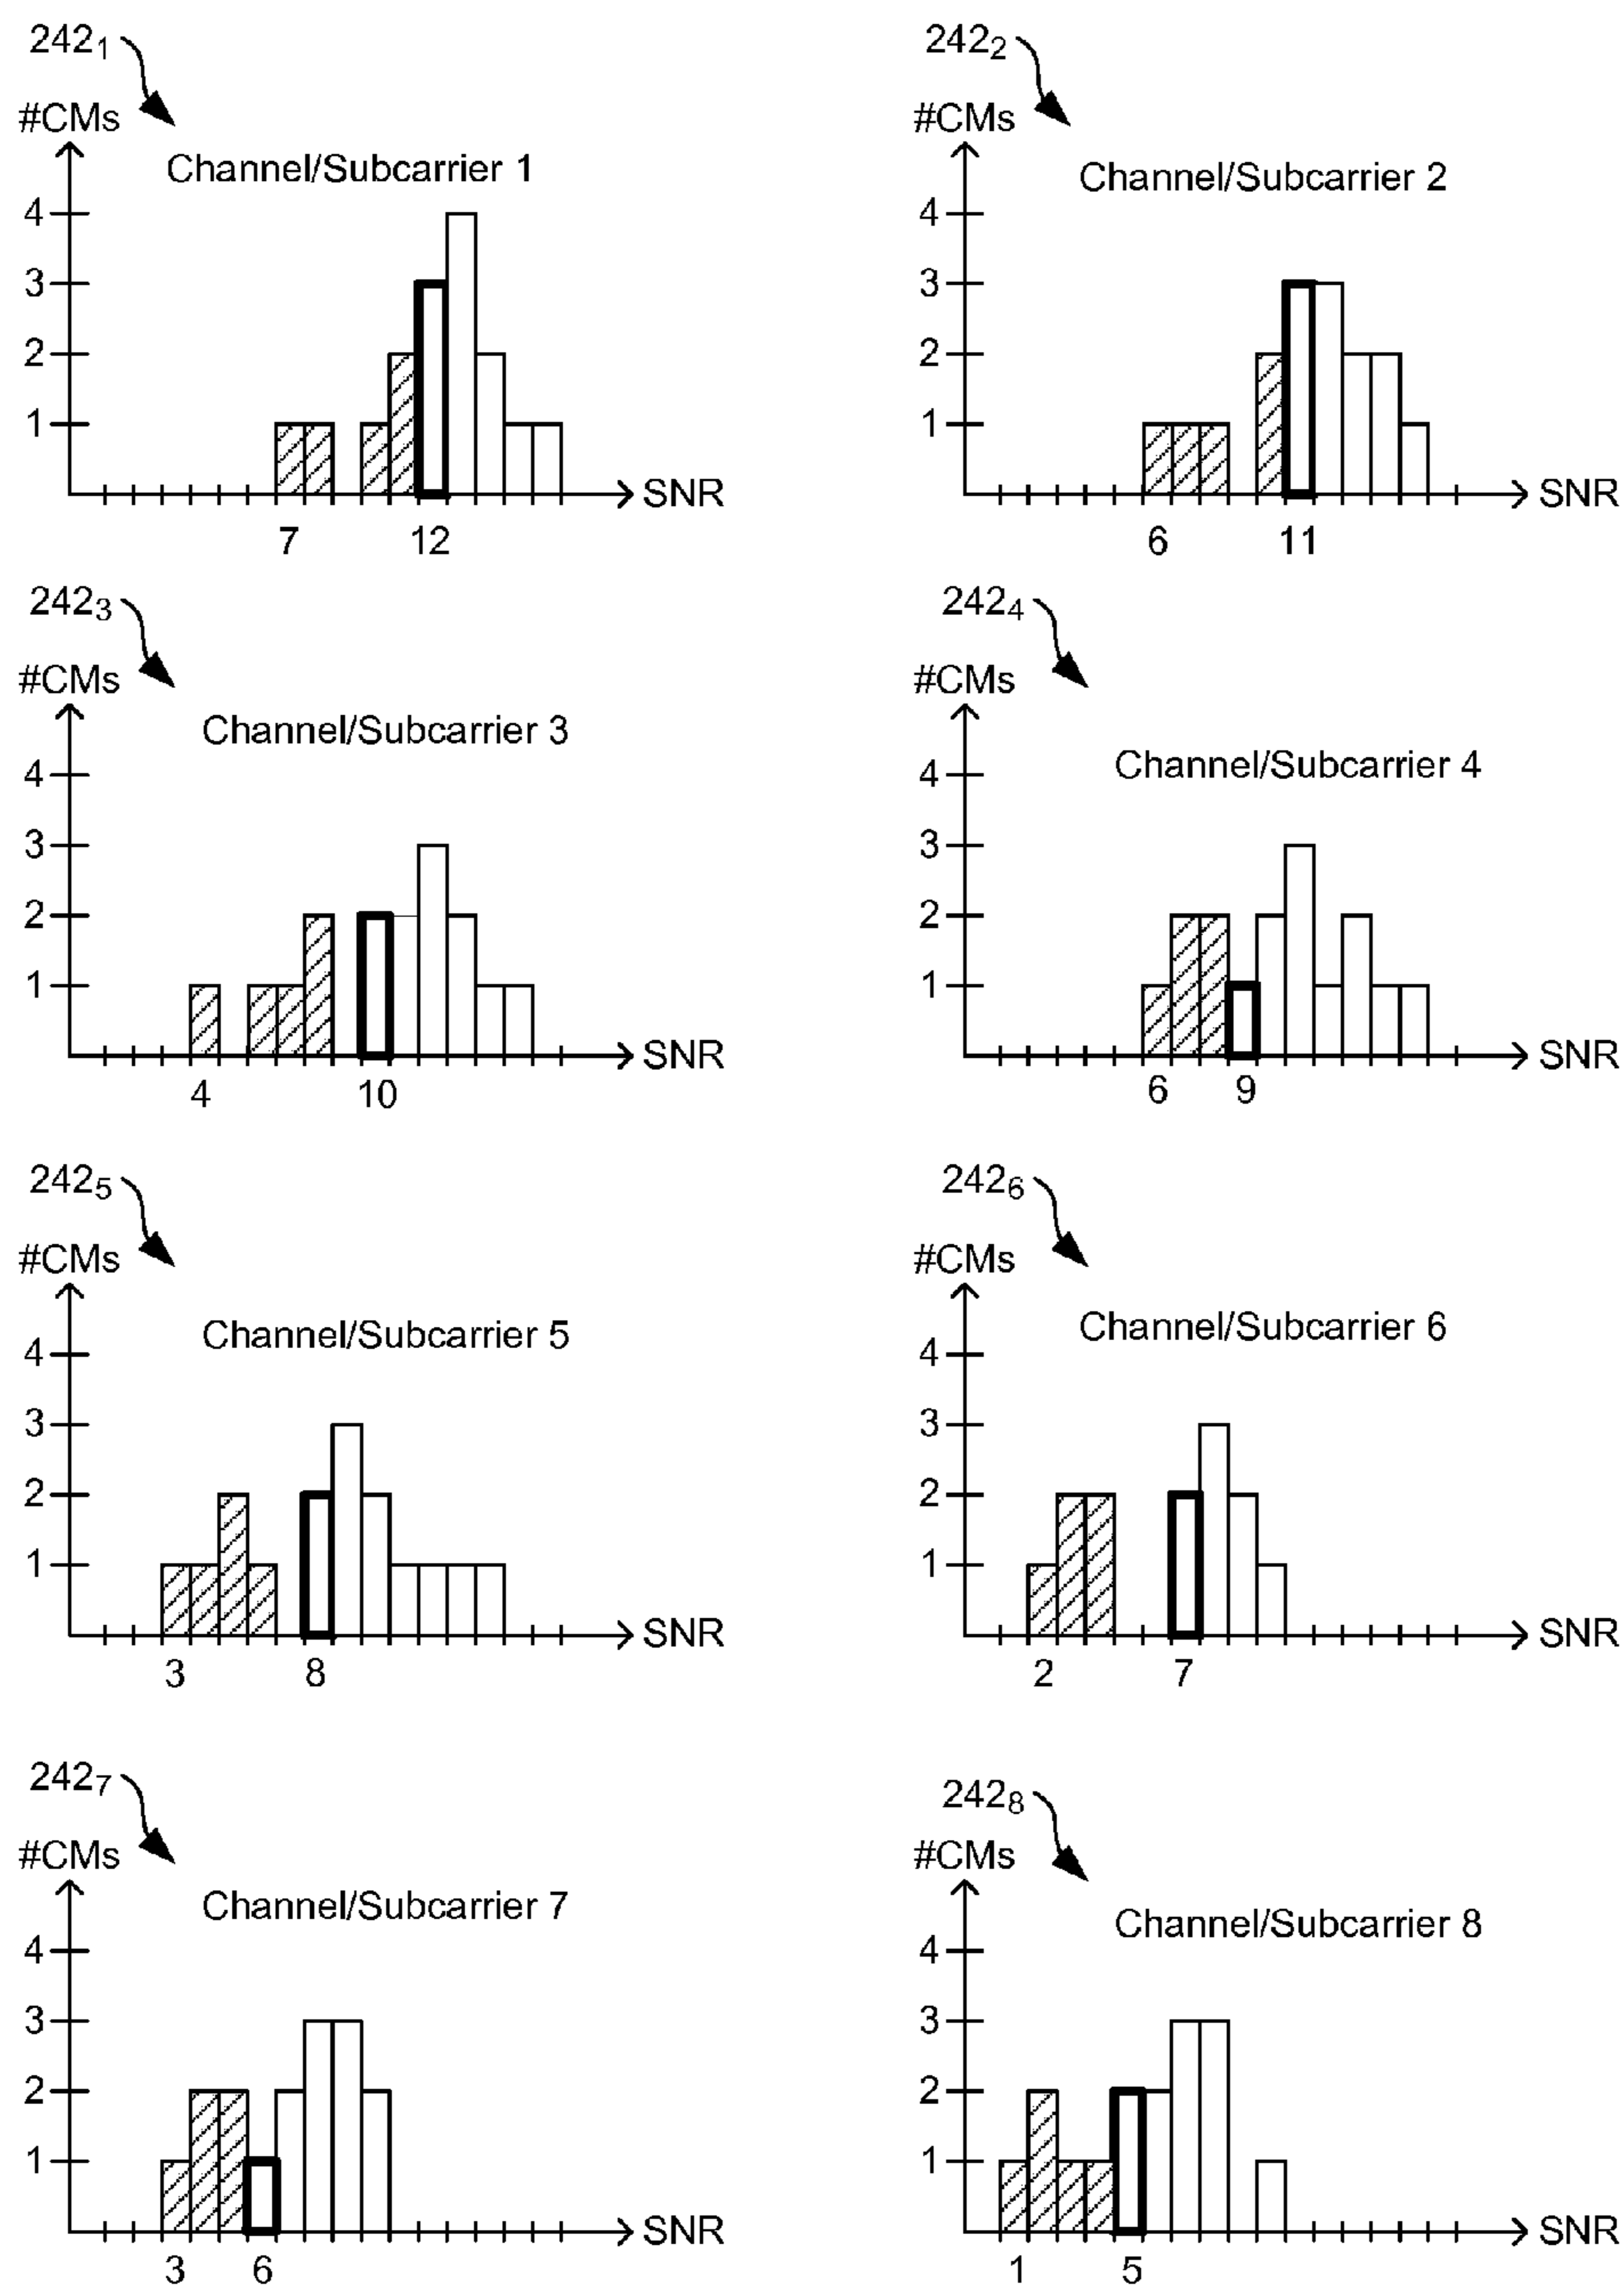 242₁
#CMs
Channel/Subcarrier 1
4
3
2
1
SNR
7 12
242₂
#CMs
Channel/Subcarrier 2
4
3
2
1
SNR
6 11
242₃
#CMs
Channel/Subcarrier 3
4
3
2
1
SNR
4 10
242₄
#CMs
Channel/Subcarrier 4
4
3
2
1
SNR
6 9
242₅
#CMs
Channel/Subcarrier 5
4
3
2
1
SNR
3 8
242₆
#CMs
Channel/Subcarrier 6
4
3
2
1
SNR
2 7
242₇
#CMs
Channel/Subcarrier 7
4
3
2
1
SNR
3 6
242₈
#CMs
Channel/Subcarrier 8
4
3
2
1
SNR
1 5